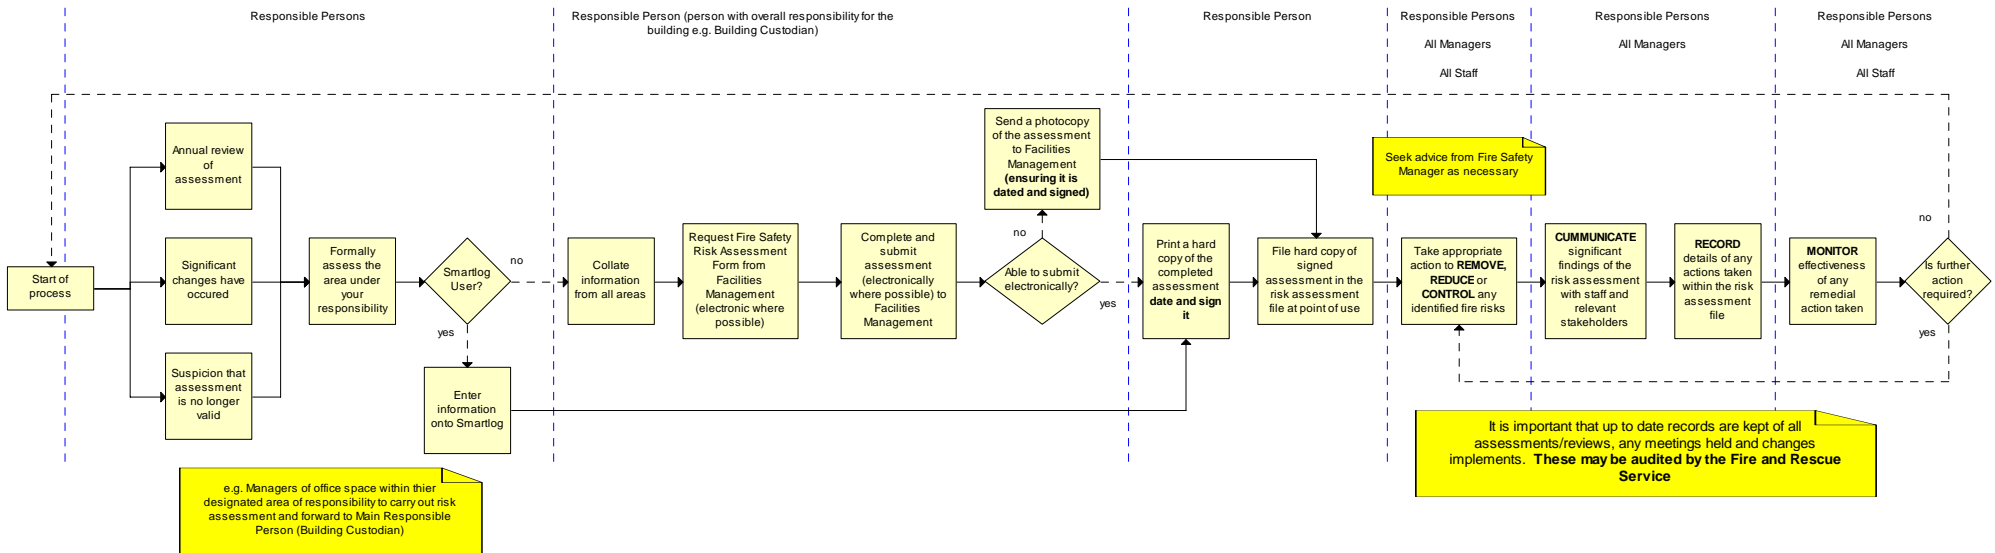 Responsible Persons
Responsible Person (person with overall responsibility for the
building e.g. Building Custodian)
Responsible Person
Responsible Persons
All Managers
All Staff
Responsible Persons
All Managers
Responsible Persons
All Managers
All Staff
Start of
process
Annual review
of
assessment
Significant
changes have
occured
Suspicion that
assessment
is no longer
valid
Formally
assess the
area under
your
responsibility
Smartlog
User?
no
yes
Enter
information
onto Smartlog
Collate
information
from all areas
Request Fire Safety
Risk Assessment
Form from
Facilities
Management
(electronic where
possible)
Complete and
submit
assessment
(electronically
where possible) to
Facilities
Management
Able to submit
electronically?
no
yes
Send a photocopy
of the assessment
to Facilities
Management
(ensuring it is
dated and signed)
Print a hard
copy of the
completed
assessment
date and sign
it
File hard copy of
signed
assessment in the
risk assessment
file at point of use
Seek advice from Fire Safety
Manager as necessary
Take appropriate
action to REMOVE,
REDUCE or
CONTROL any
identified fire risks
CUMMUNICATE
significant
findings of the
risk assessment
with staff and
relevant
stakeholders
RECORD
details of any
actions taken
within the risk
assessment
file
MONITOR
effectiveness
of any
remedial
action taken
Is further
action
required?
no
yes
It is important that up to date records are kept of all
assessments/reviews, any meetings held and changes
implements. These may be audited by the Fire and Rescue
Service
e.g. Managers of office space within thier
designated area of responsibility to carry out risk
assessment and forward to Main Responsible
Person (Building Custodian)